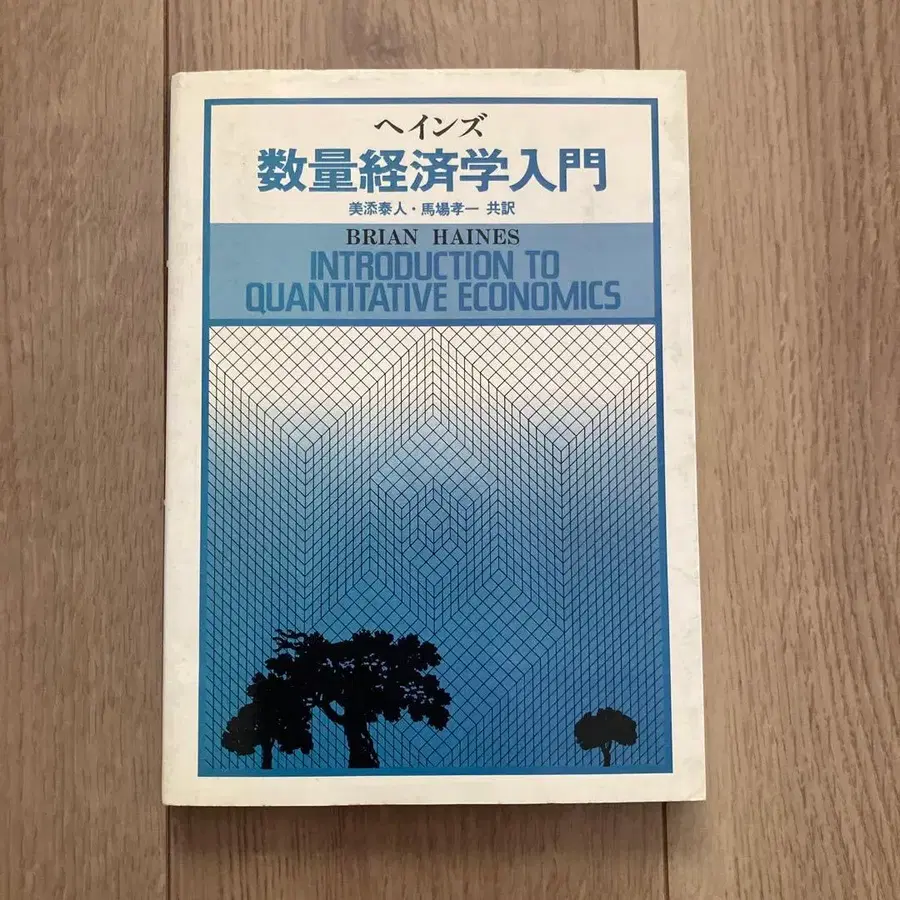 ヘインズ
数量経済学入門
美添泰人・馬場孝一 共訳
BRIAN HAINES
INTRODUCTION TO
QUANTITATIVE ECONOMICS